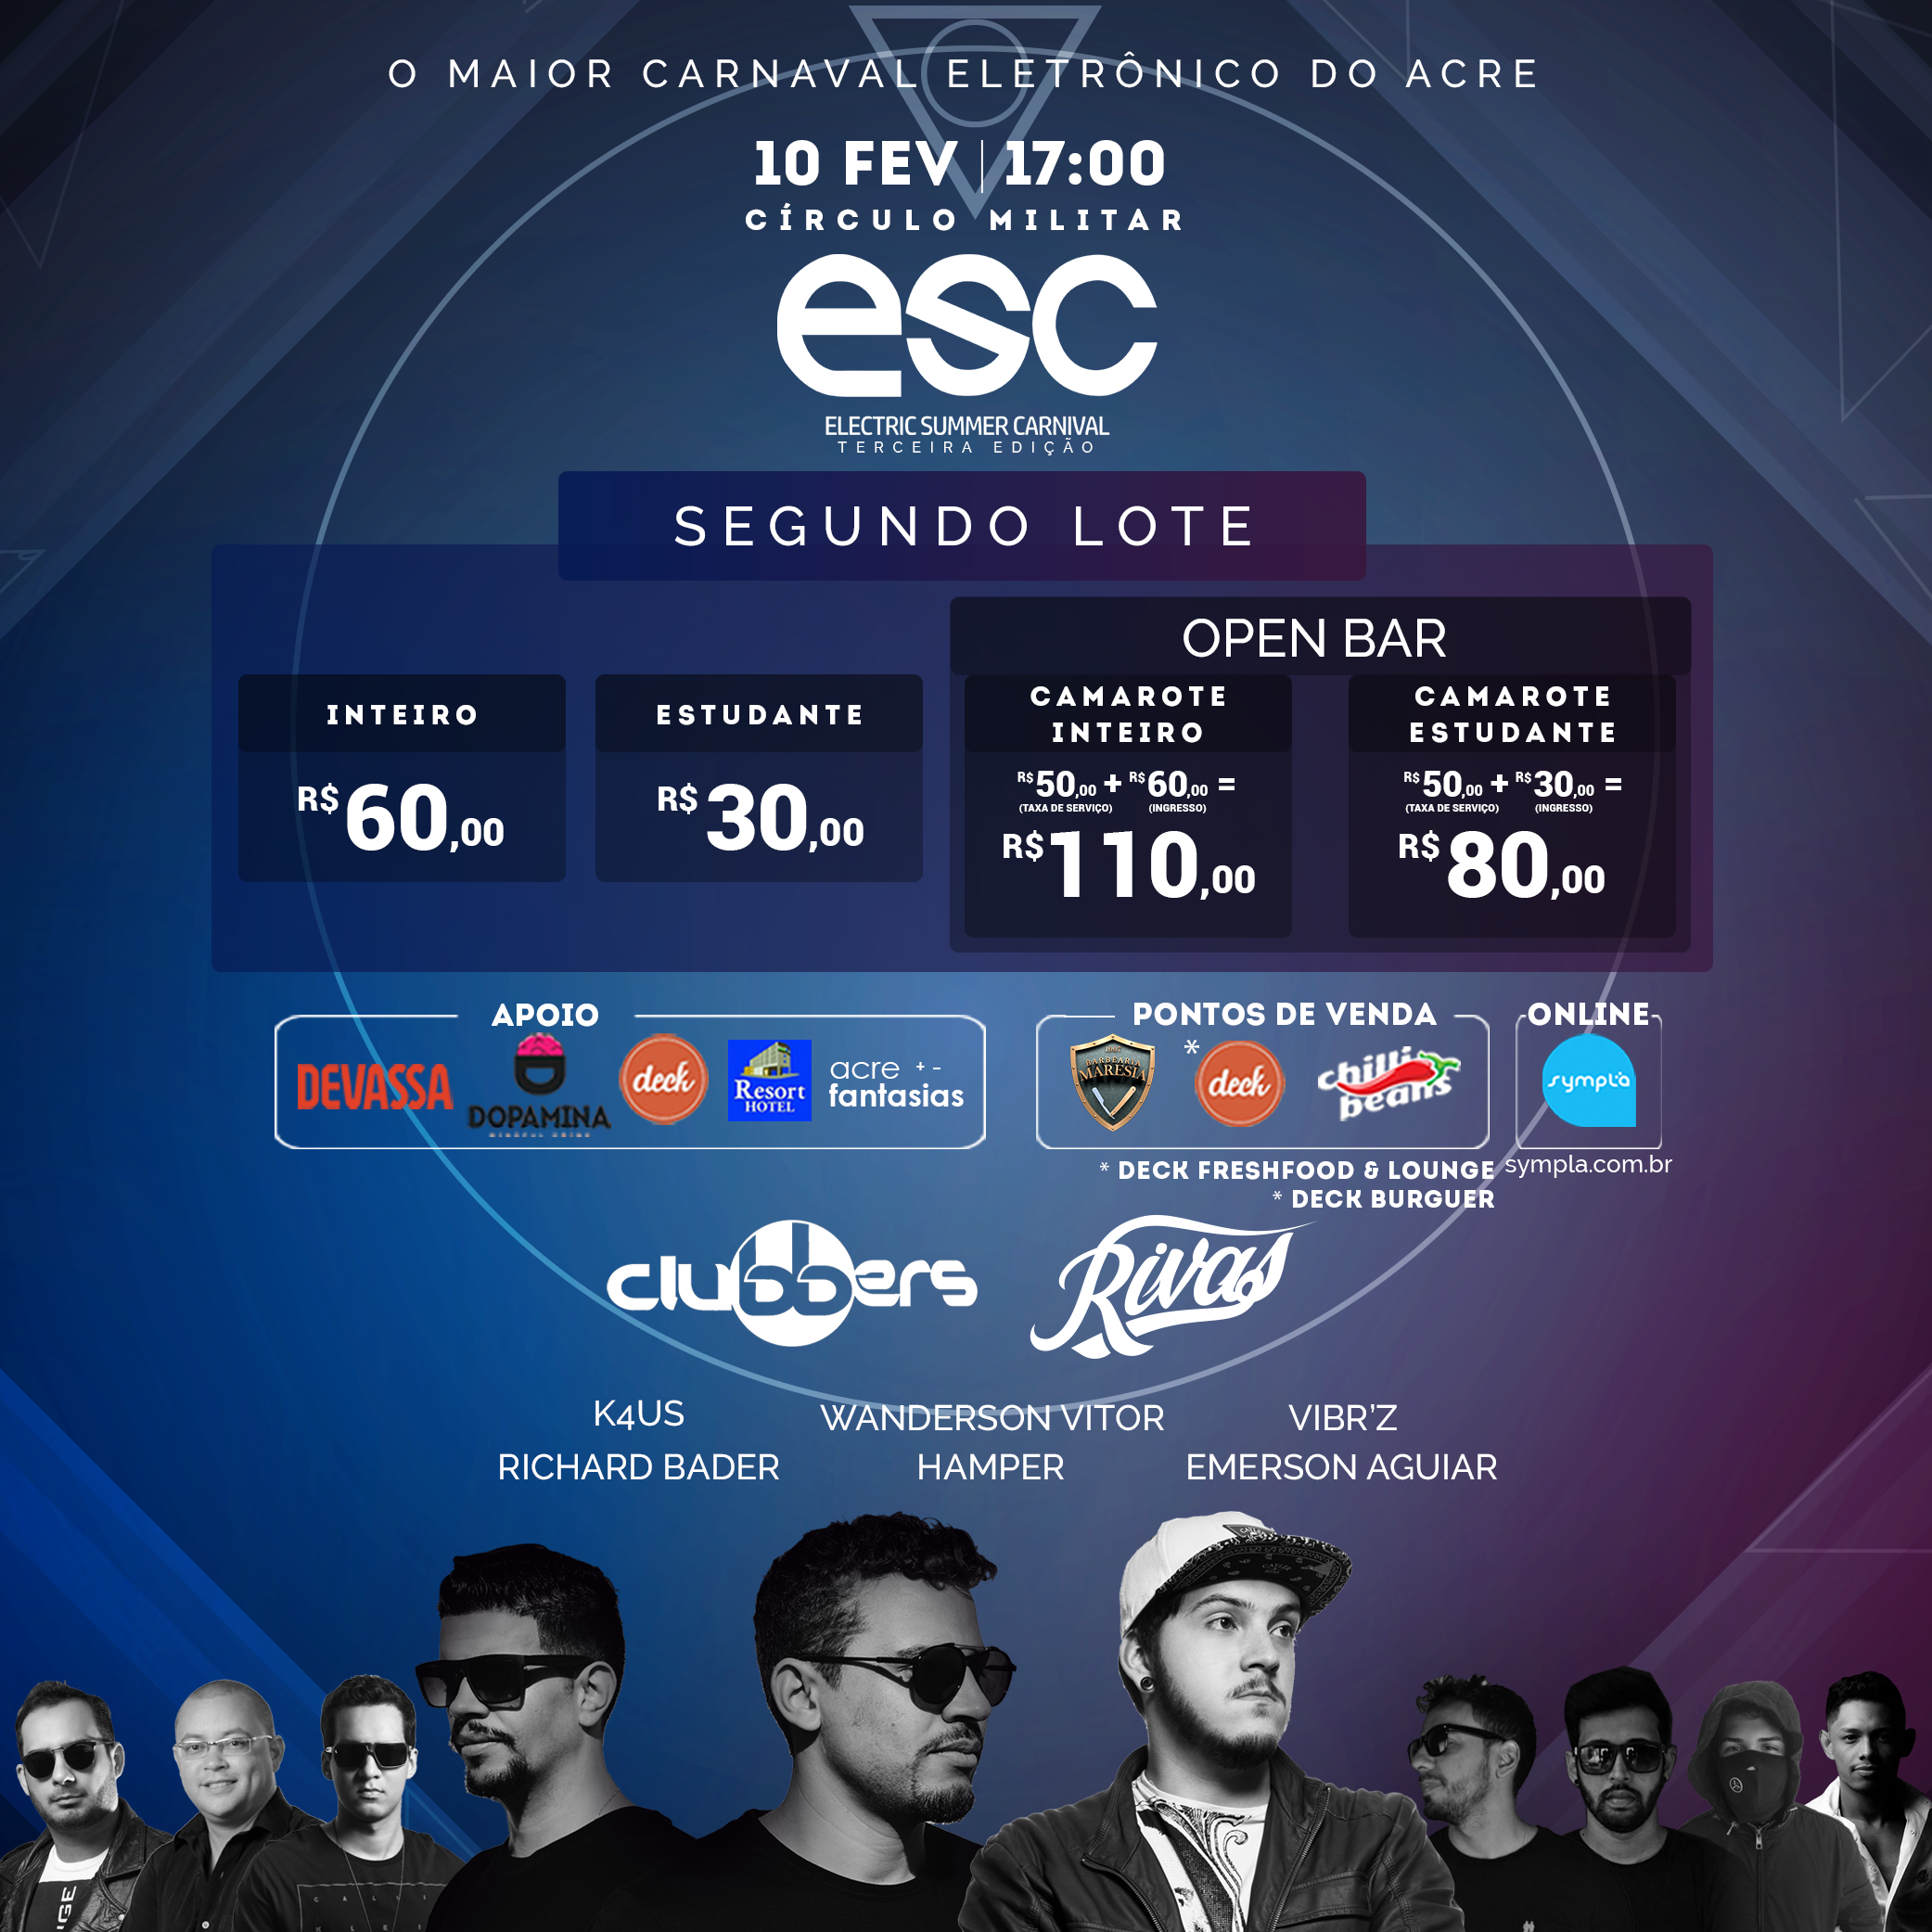 O MAIOR CARNAVAL ELETRÔNICO DO ACRE
10 FEV | 17:00
CÍRCULO MILITAR
esc
ELECTRIC SUMMER CARNIVAL
TERCEIRA EDIÇÃO
SEGUNDO LOTE
OPEN BAR
INTEIRO
R$60,00
ESTUDANTE
R$30,00
CAMAROTE
INTEIRO
R$50,00 + R$60,00 =
(TAXA DE SERVIÇO) (INGRESSO)
R$110,00
CAMAROTE
ESTUDANTE
R$50,00 + R$30,00 =
(TAXA DE SERVIÇO) (INGRESSO)
R$80,00
APOIO
DEVASSA
DOPAMINA
deck
Resort
HOTEL
acre + -
fantasias
PONTOS DE VENDA
BARBEARIA
MARESIA
* deck
chilli
beans
ONLINE
sympla
sympla.com.br
* DECK FRESHFOOD & LOUNGE
* DECK BURGUER
clubbers
Rivas
K4US
WANDERSON VITOR
VIBR'Z
RICHARD BADER
HAMPER
EMERSON AGUIAR